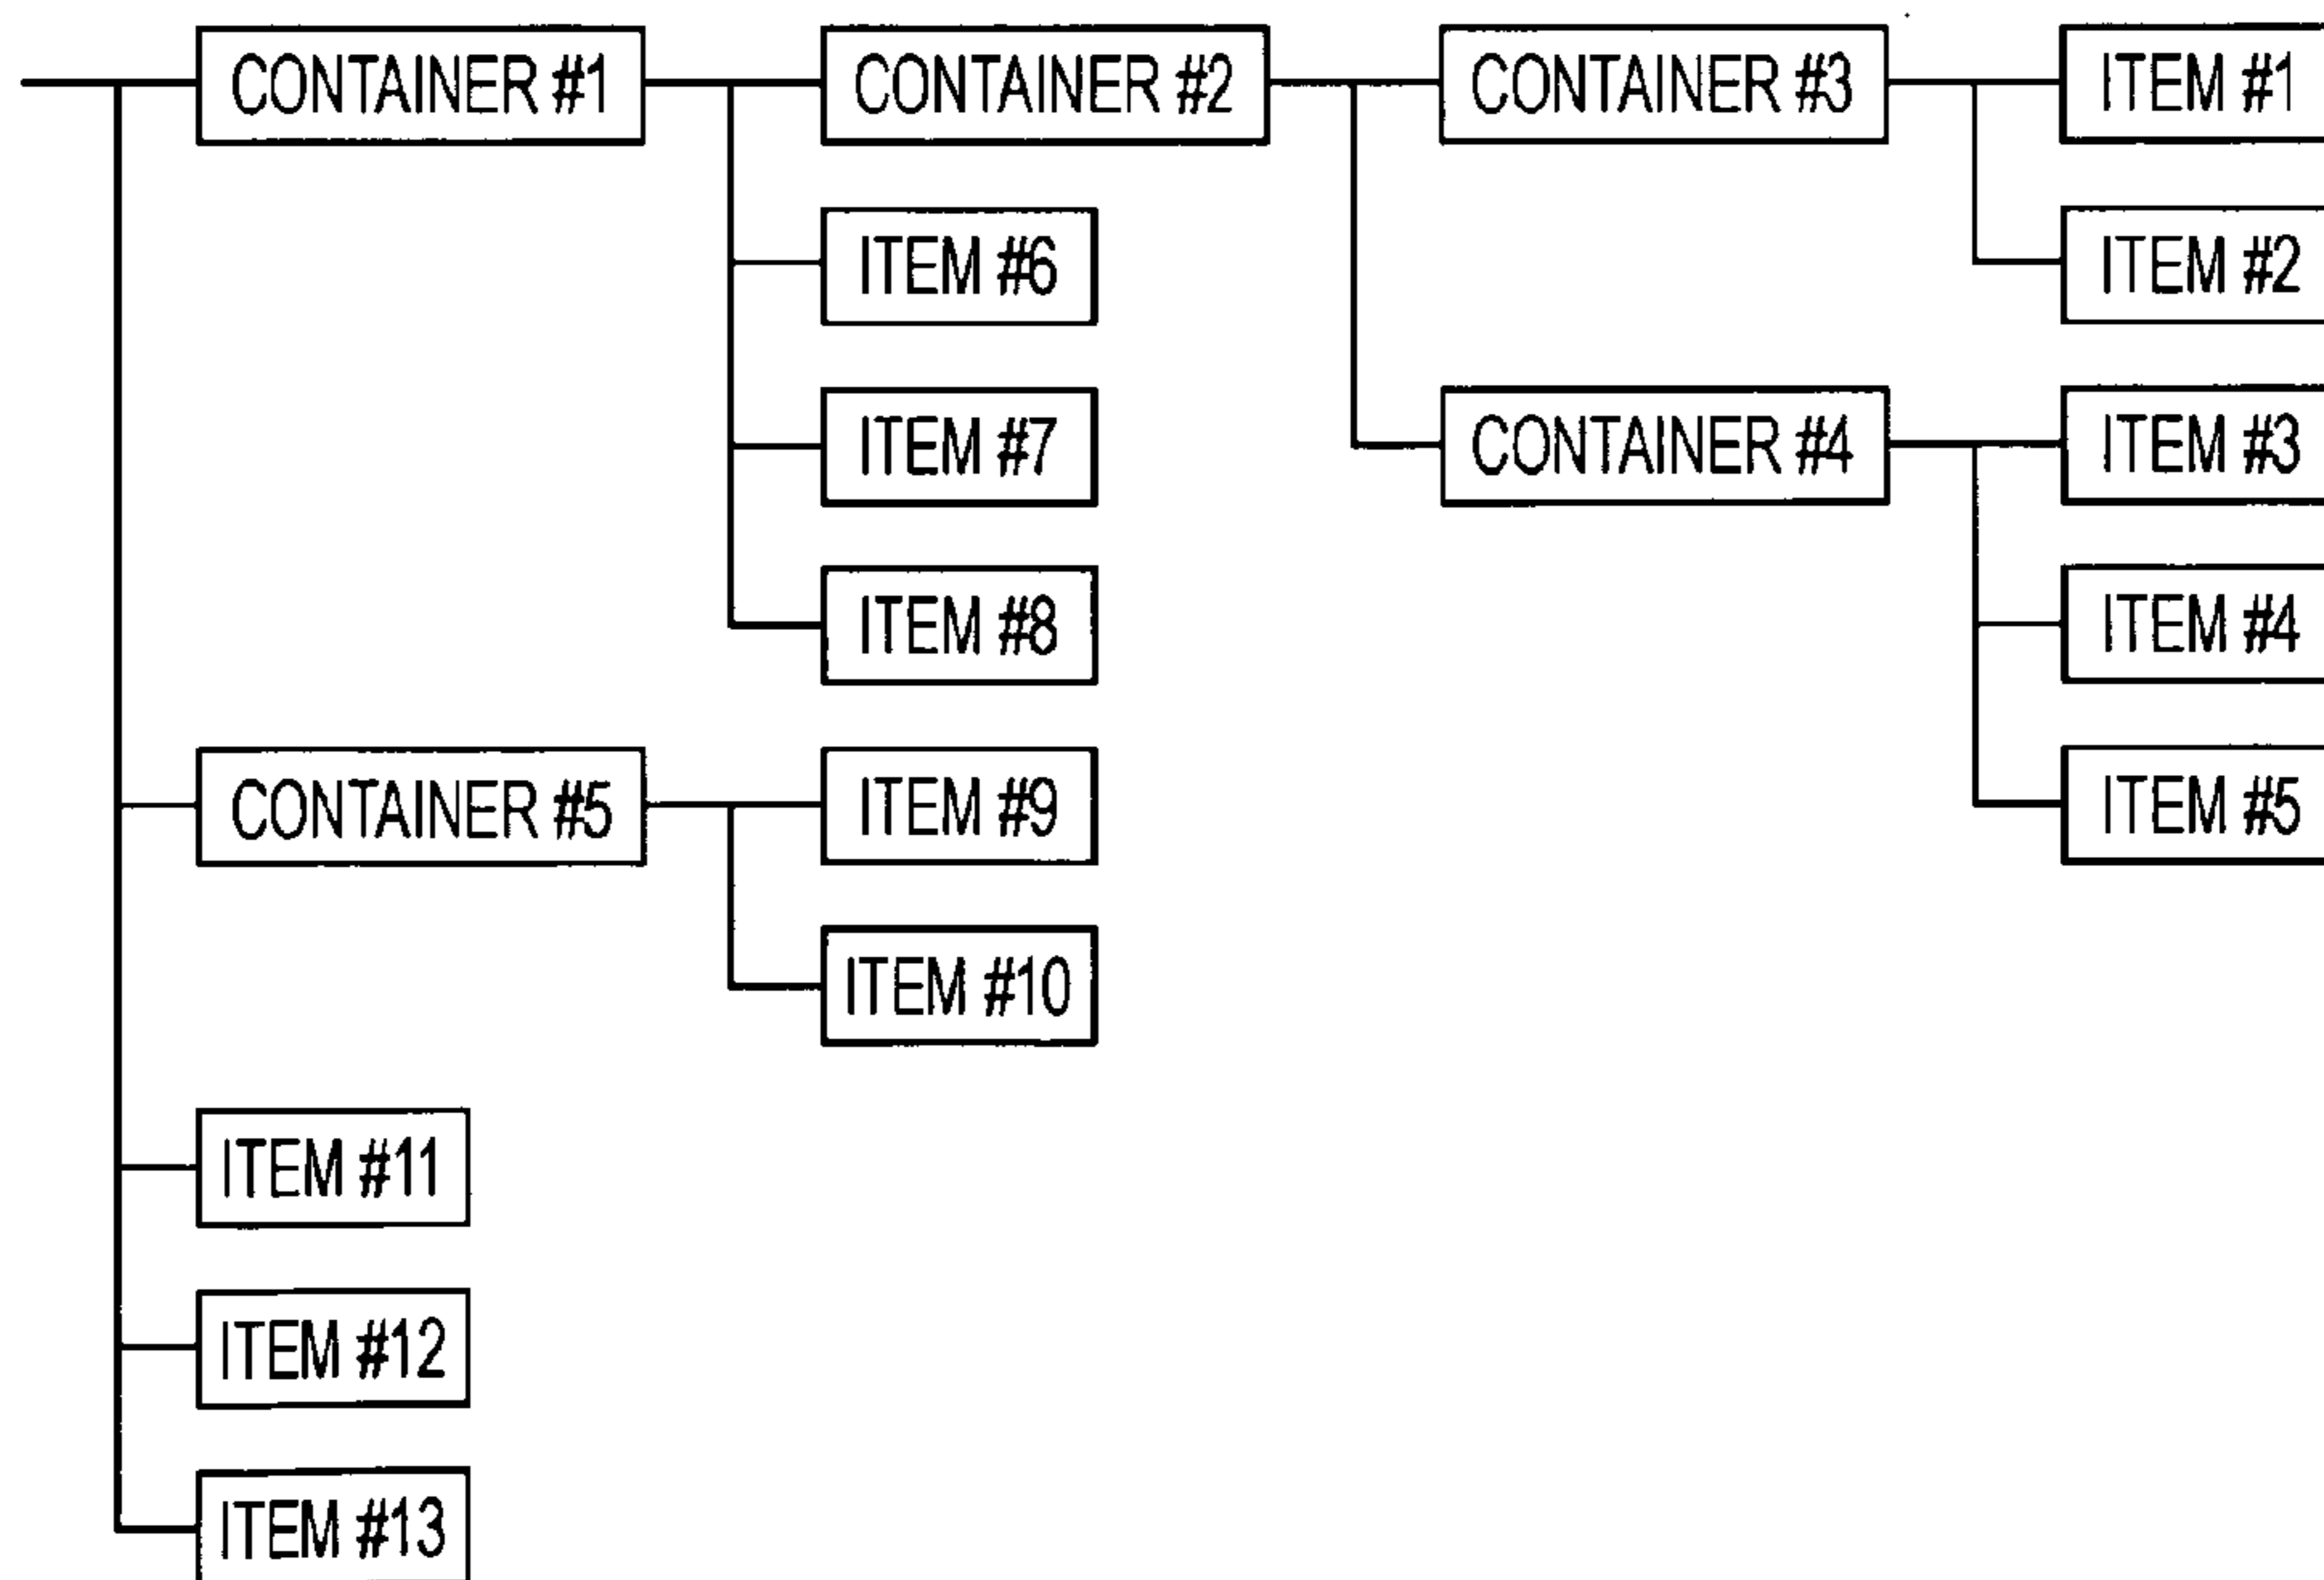 CONTAINER #1 CONTAINER #2 CONTAINER #3 ITEM #1
ITEM #6 ITEM #2
ITEM #7 CONTAINER #4 ITEM #3
ITEM #8 ITEM #4
CONTAINER #5 ITEM #9 ITEM #5
ITEM #10
ITEM #11
ITEM #12
ITEM #13